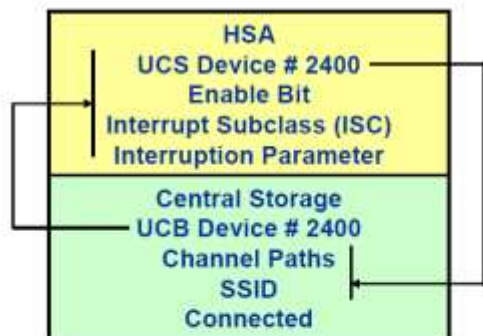 HSA
UCS Device # 2400
Enable Bit
Interrupt Subclass (ISC)
Interruption Parameter
Central Storage
UCB Device # 2400
Channel Paths
SSID
Connected